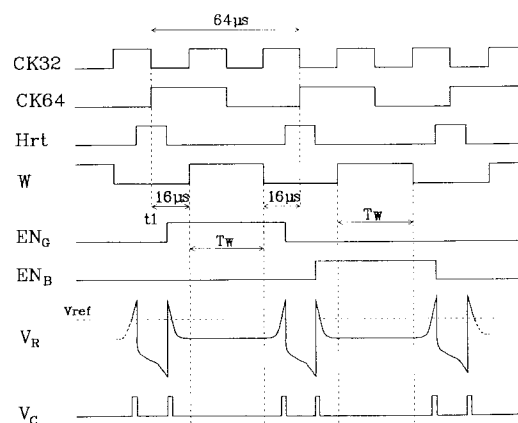 64µs
CK32
CK64
Hrt
W
16µs 16µs
t1 Tw
ENG
Tw
ENB
Vref
VR
VC